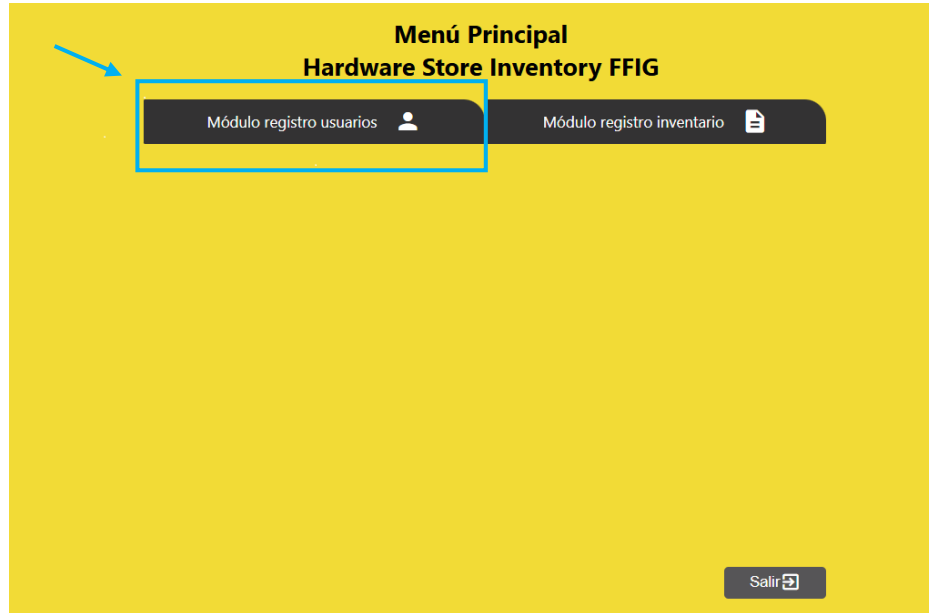 Menú Principal
Hardware Store Inventory FFIG
Módulo registro usuarios
Módulo registro inventario
Salir